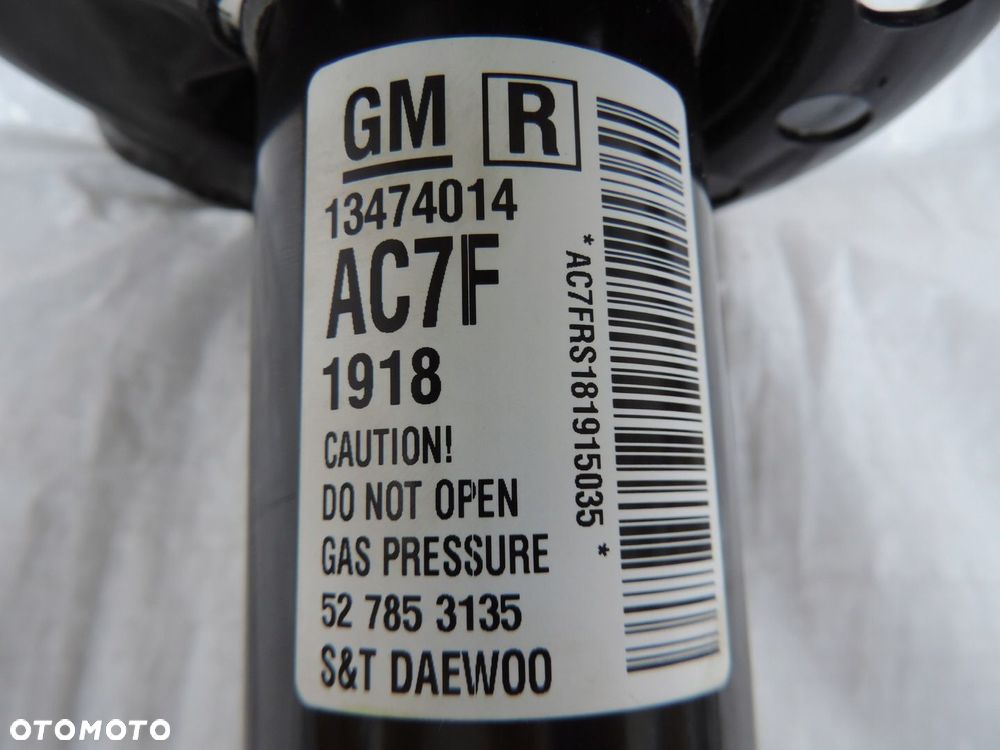 GM R
13474014
AC7F
1918
CAUTION!
DO NOT OPEN
GAS PRESSURE
52 785 3135
S&T DAEWOO
*AC7FRS181915035*
OTOMOTO